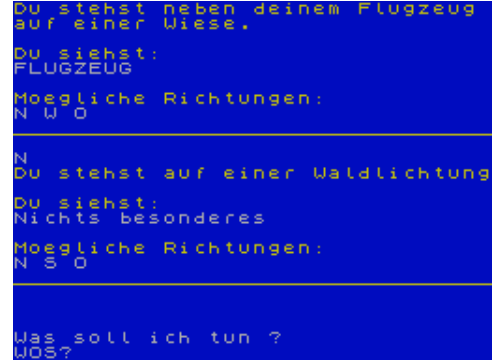 Du stehst neben deinem Flugzeug
auf einer Wiese.
Du siehst:
FLUGZEUG
Moegliche Richtungen:
N W O
N
Du stehst auf einer Waldlichtung
Du siehst:
Nichts besonderes
Moegliche Richtungen:
N S O
Was soll ich tun ?
WOS?